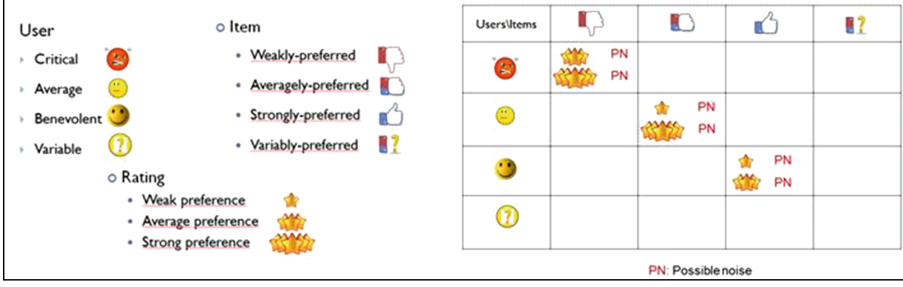 User
Critical
Average
Benevolent
Variable
Item
Weakly-preferred
Averagely-preferred
Strongly-preferred
Variably-preferred
Rating
Weak preference
Average preference
Strong preference
Users\Items
PN
PN
PN
PN
PN
PN
PN: Possible noise